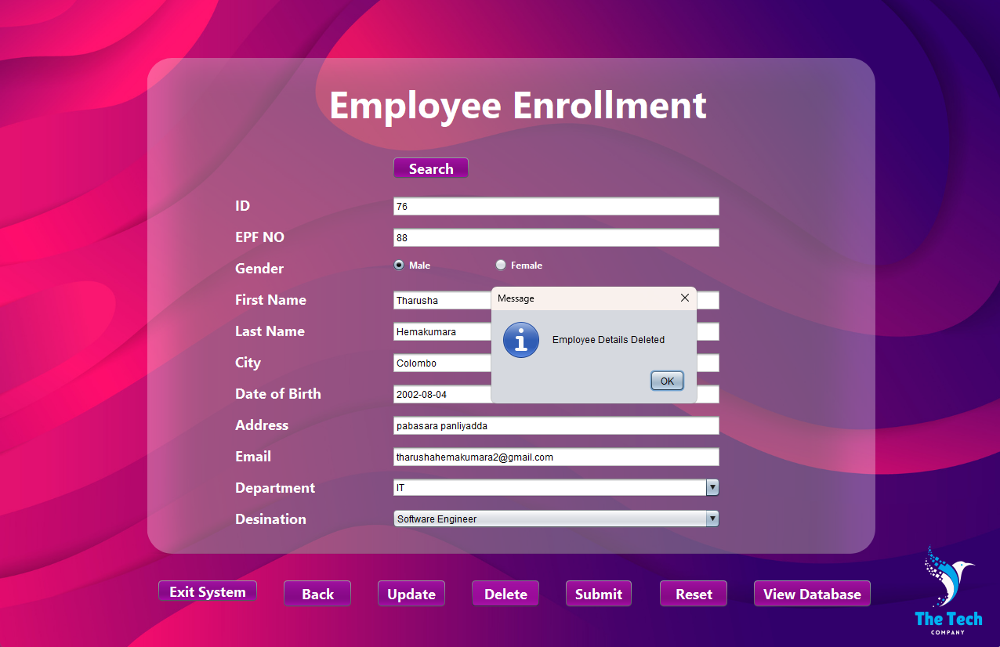 Employee Enrollment
Search
ID 76
EPF NO 88
Gender Male Female
First Name Tharusha
Message
Last Name Hemakumara
Employee Details Deleted
City Colombo
OK
Date of Birth 2002-08-04
Address pabasara panliyadda
Email tharushahemakumara2@gmail.com
Department IT
Desination Software Engineer
Exit System Back Update Delete Submit Reset View Database
The Tech
COMPANY